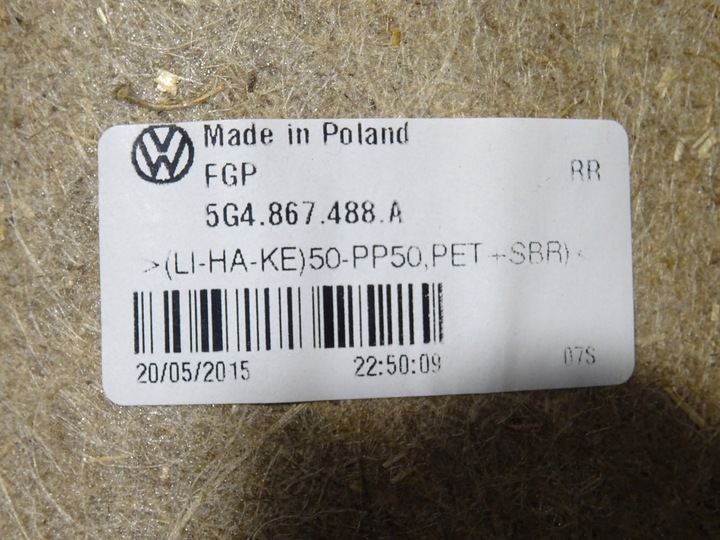 Made in Poland
FGP RR
5G4.867.488.A
>(LI-HA-KE)50-PP50,PET+SBR)<
20/05/2015 22:50:09 07S